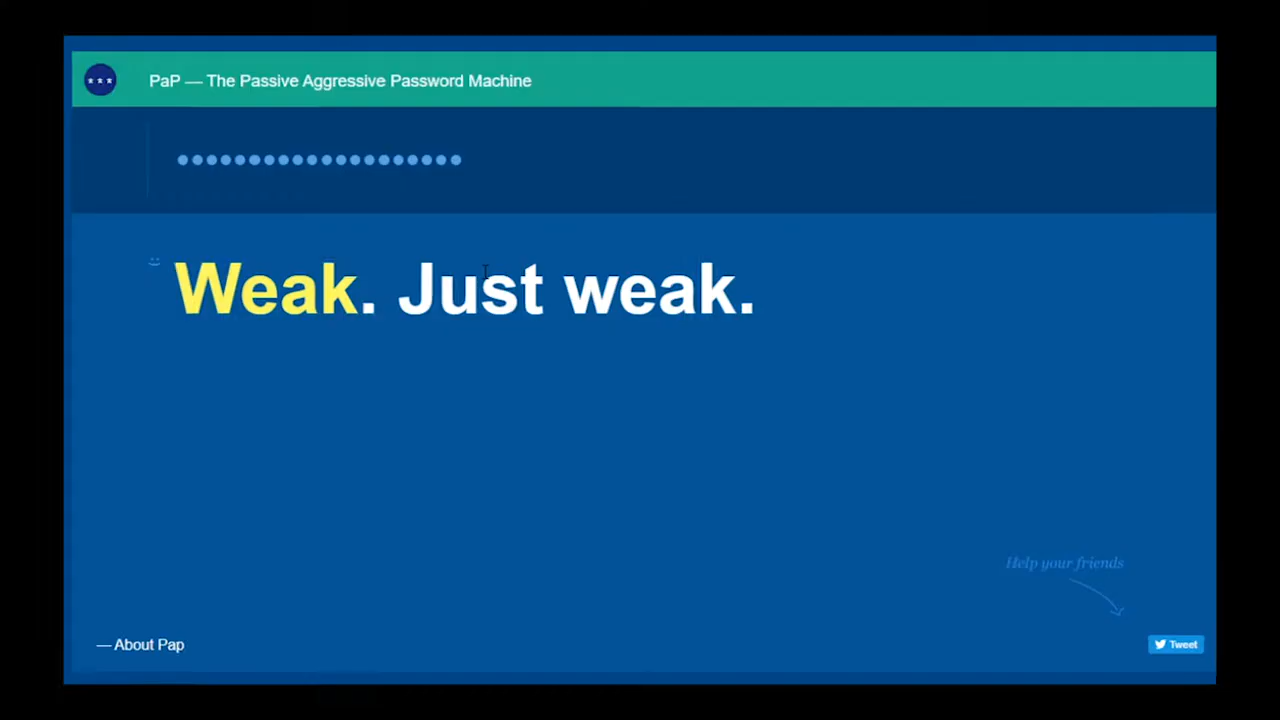 PaP — The Passive Aggressive Password Machine
••••••••••••••••••••
:)
Weak. Just weak.
Help your friends
— About Pap
Tweet